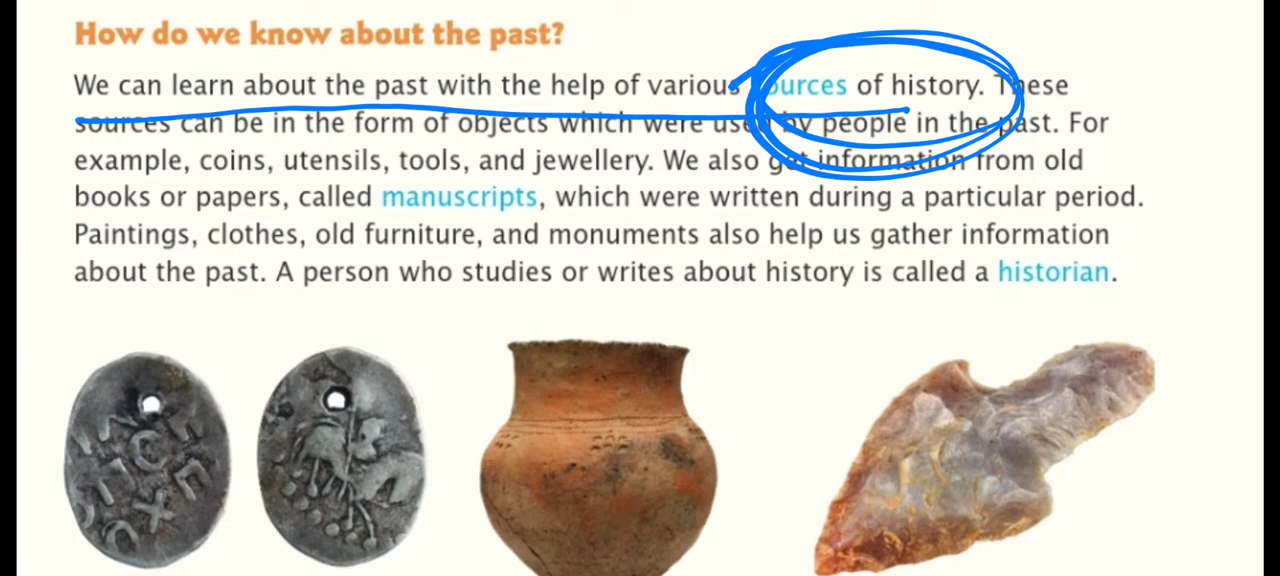 How do we know about the past?
We can learn about the past with the help of various sources of history. These
sources can be in the form of objects which were used by people in the past. For
example, coins, utensils, tools, and jewellery. We also get information from old
books or papers, called manuscripts, which were written during a particular period.
Paintings, clothes, old furniture, and monuments also help us gather information
about the past. A person who studies or writes about history is called a historian.